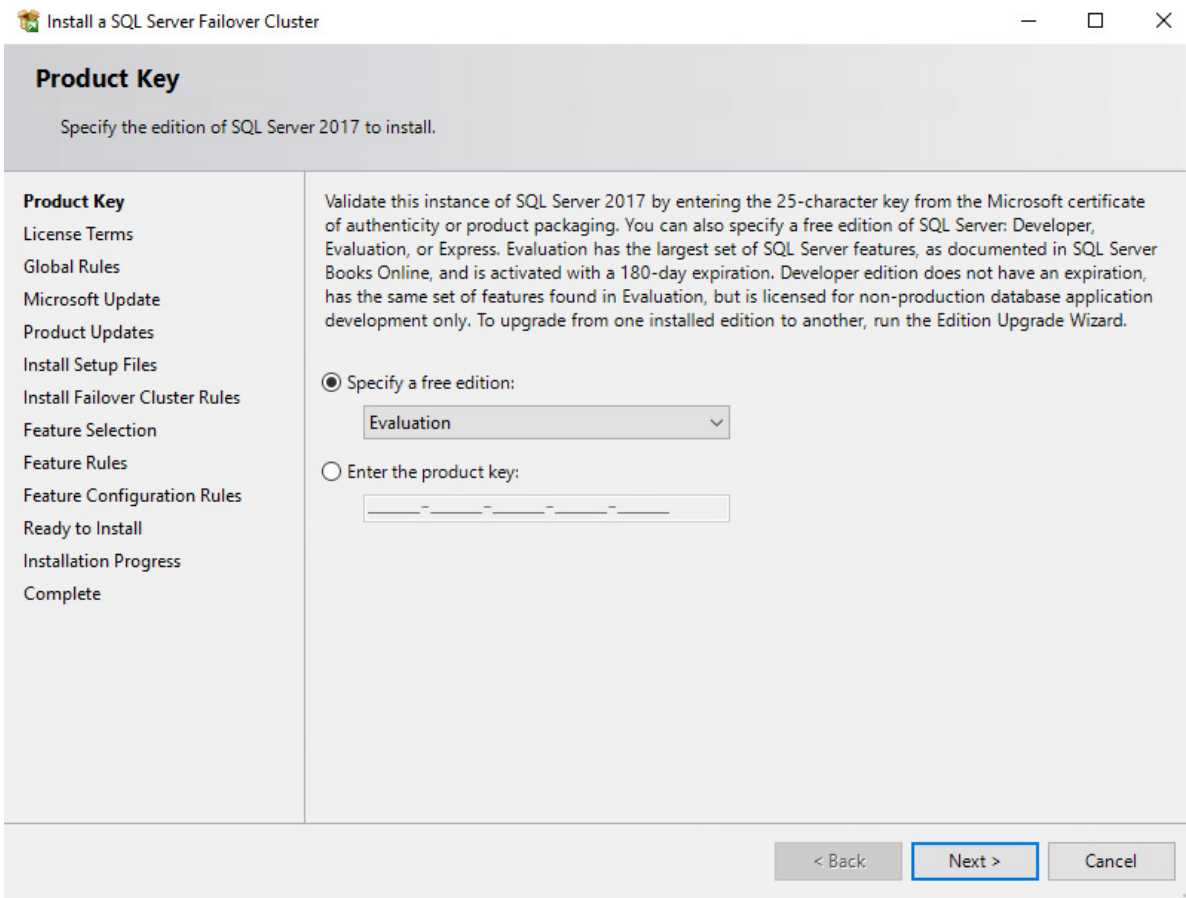 Install a SQL Server Failover Cluster
Product Key
Specify the edition of SQL Server 2017 to install.
Product Key
License Terms
Global Rules
Microsoft Update
Product Updates
Install Setup Files
Install Failover Cluster Rules
Feature Selection
Feature Rules
Feature Configuration Rules
Ready to Install
Installation Progress
Complete
Validate this instance of SQL Server 2017 by entering the 25-character key from the Microsoft certificate
of authenticity or product packaging. You can also specify a free edition of SQL Server: Developer,
Evaluation, or Express. Evaluation has the largest set of SQL Server features, as documented in SQL Server
Books Online, and is activated with a 180-day expiration. Developer edition does not have an expiration,
has the same set of features found in Evaluation, but is licensed for non-production database application
development only. To upgrade from one installed edition to another, run the Edition Upgrade Wizard.
Specify a free edition:
Evaluation
Enter the product key:
_____-_____-_____-_____-_____
< Back
Next >
Cancel